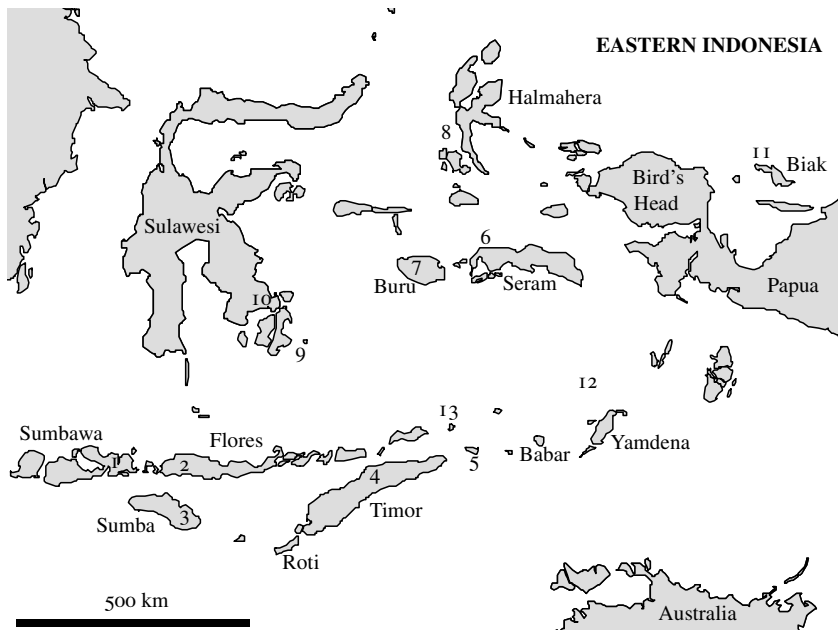 EASTERN INDONESIA
Halmahera
8
11
Biak
Bird's
Head
Sulawesi
6
7
Buru
Seram
Papua
10
9
12
13
Sumbawa
Flores
Yamdena
Babar
1
2
4
5
3
Sumba
Timor
Roti
500 km
Australia